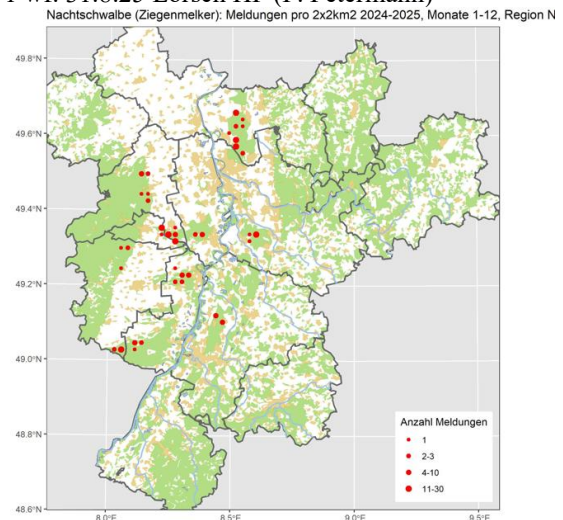 Nachtschwalbe (Ziegenmelker): Meldungen pro 2x2km2 2024-2025, Monate 1-12, Region N
49.8°N
49.6°N
49.4°N
49.2°N
49.0°N
48.8°N
48.6°N
8.0°E
8.5°E
9.0°E
9.5°E
Anzahl Meldungen
1
2-3
4-10
11-30